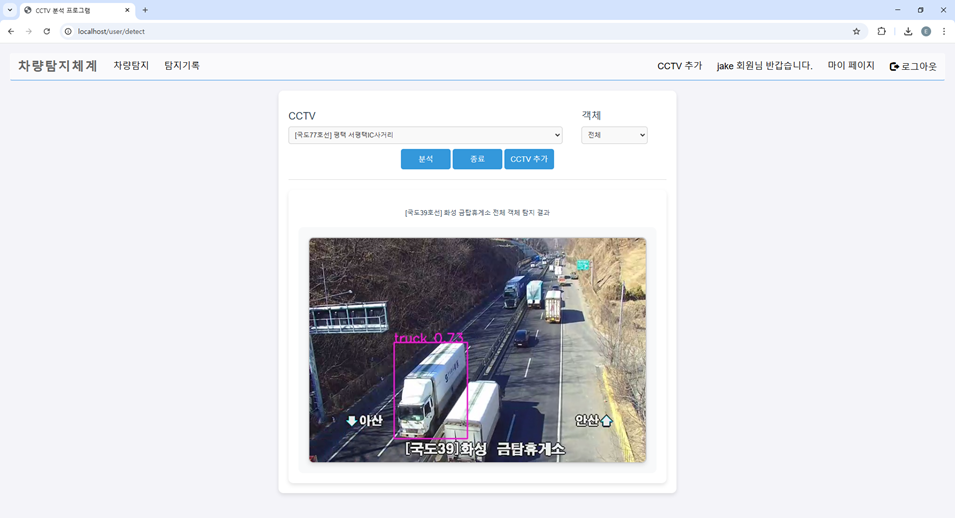 CCTV 분석 프로그램
localhost/user/detect
E
차량탐지체계 차량탐지 탐지기록 CCTV 추가 jake 회원님 반갑습니다. 마이 페이지 로그아웃
CCTV 객체
[국도77호선] 평택 서평택IC사거리 전체
분석 종료 CCTV 추가
[국도39호선] 화성 금탑휴게소 전체 객체 탐지 결과
truck 0.73
아산 안산
[국도39]화성 금탑휴게소